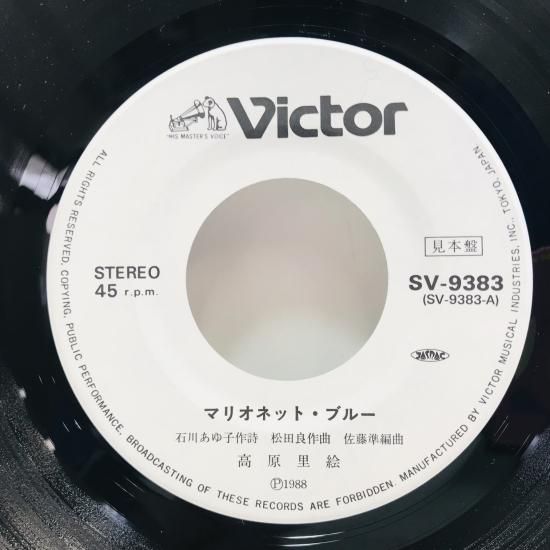 Victor
"HIS MASTER'S VOICE"
見本盤
STEREO
45 r.p.m.
SV-9383
(SV-9383-A)
JASRAC
マリオネット・ブルー
石川あゆ子作詩 松田良作曲 佐藤準編曲
高原里絵
Ⓟ1988
ALL RIGHTS RESERVED. COPYING, PUBLIC PERFORMANCE, BROADCASTING OF THESE RECORDS ARE FORBIDDEN. MANUFACTURED BY VICTOR MUSICAL INDUSTRIES, INC., TOKYO, JAPAN.